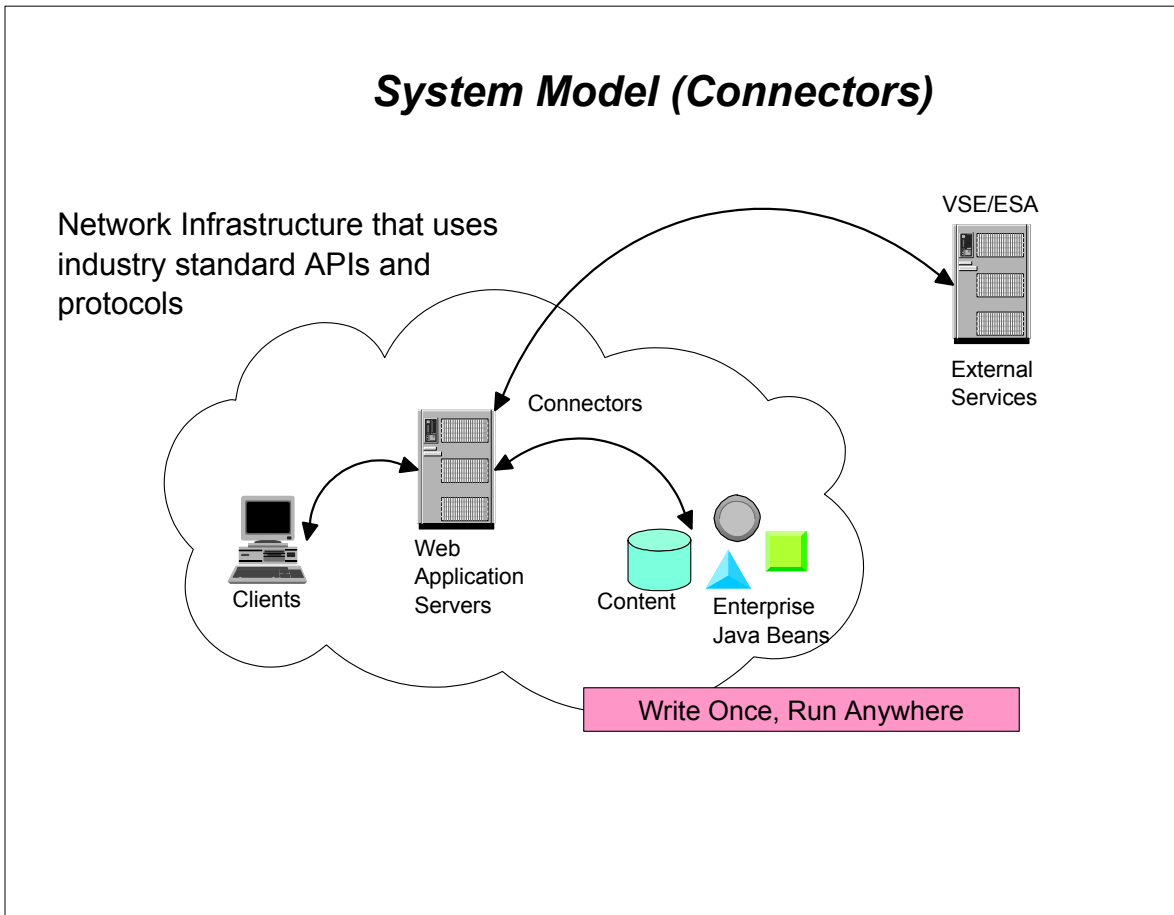 System Model (Connectors)
Network Infrastructure that uses
industry standard APIs and
protocols
VSE/ESA
External
Services
Connectors
Clients
Web
Application
Servers
Content
Enterprise
Java Beans
Write Once, Run Anywhere